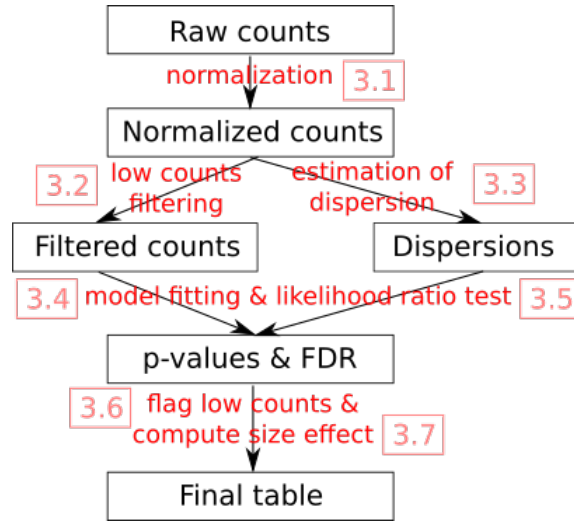 Raw counts
normalization 3.1
Normalized counts
3.2 low counts filtering
estimation of dispersion 3.3
Filtered counts
Dispersions
3.4 model fitting & likelihood ratio test 3.5
p-values & FDR
3.6 flag low counts &
compute size effect 3.7
Final table